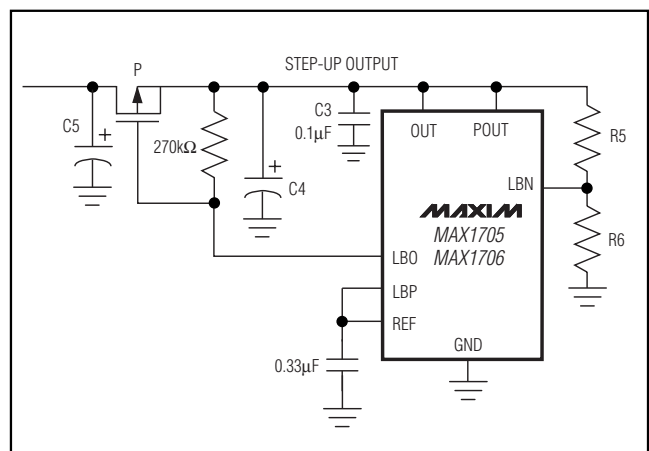 P
STEP-UP OUTPUT
C5
+
270kΩ
+
C4
C3
0.1µF
OUT
POUT
R5
LBN
MAXIM
MAX1705
MAX1706
R6
LBO
LBP
REF
GND
0.33µF